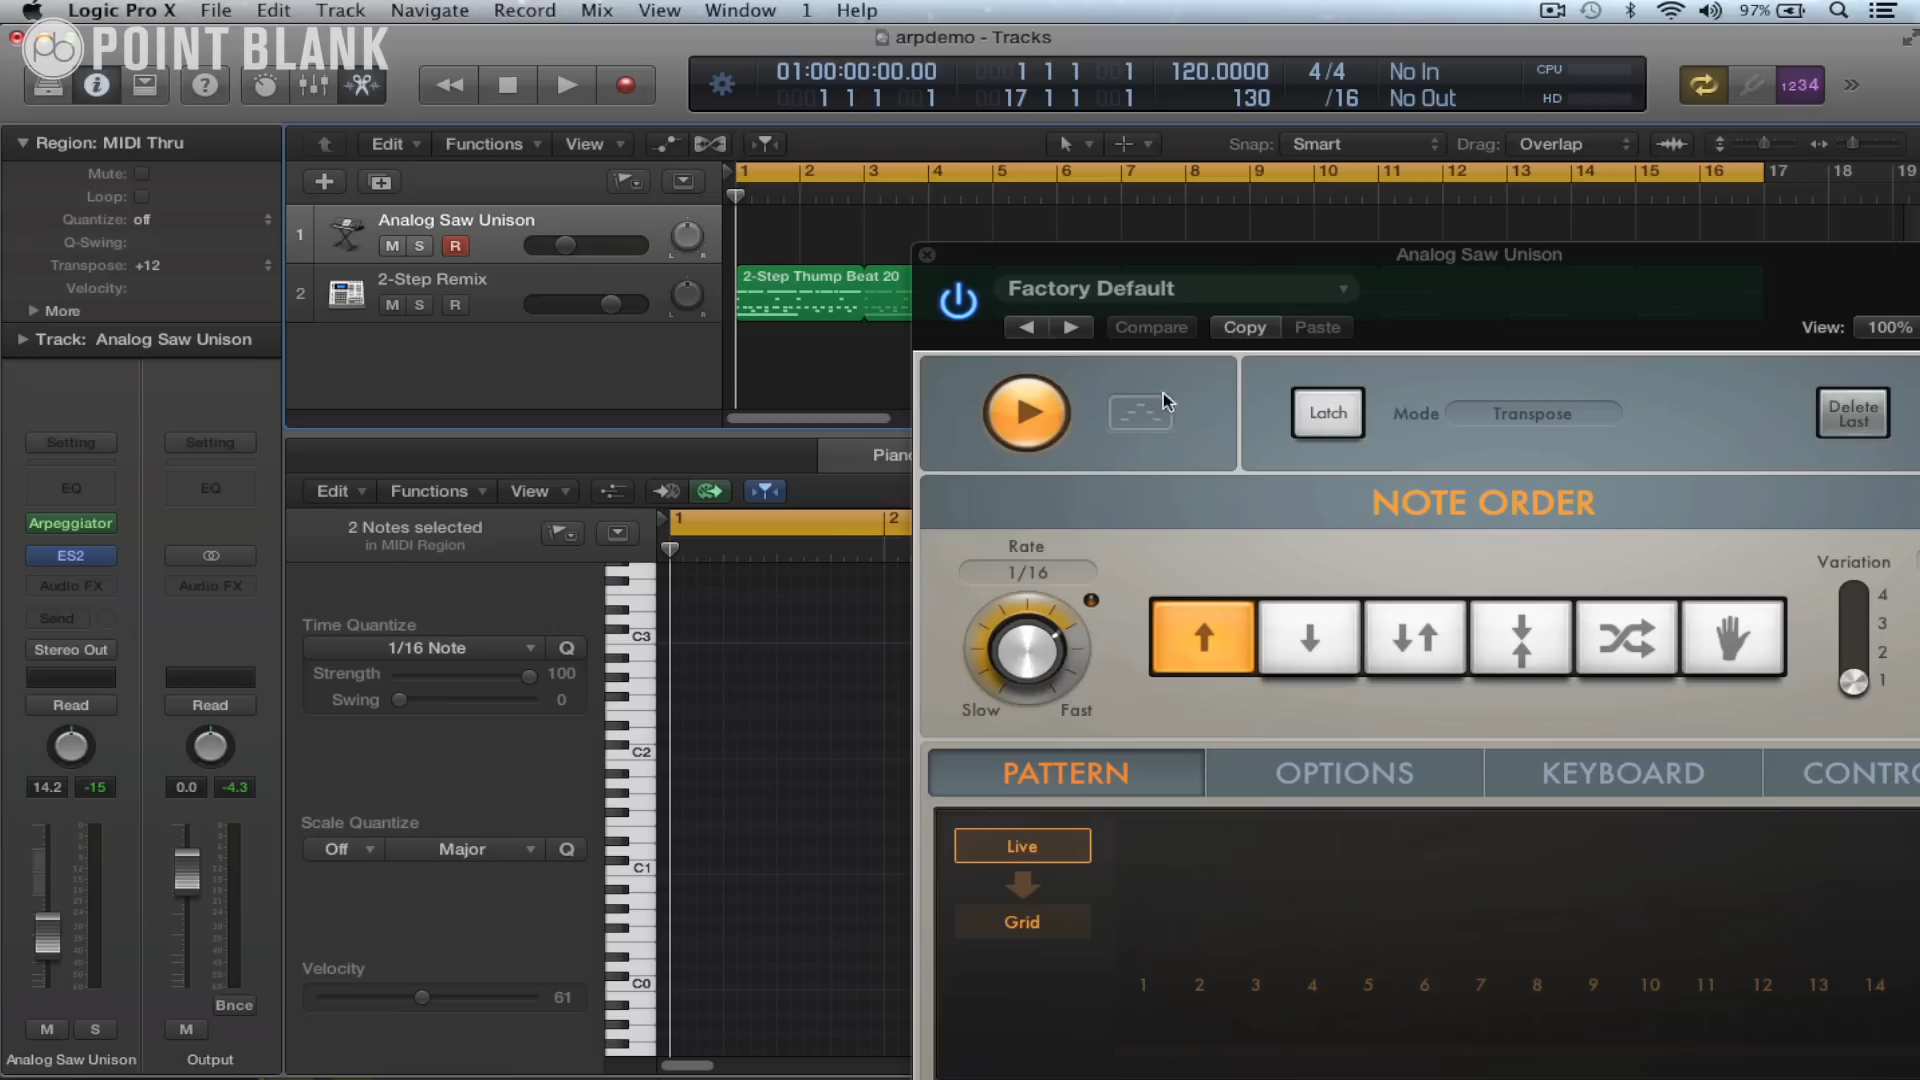 Logic Pro X File Edit Track Navigate Record Mix View Window 1 Help
97%
pb POINT BLANK
arpdemo - Tracks
01:00:00:00.00
1 1 1 1
120.0000
4/4
No In
CPU
1 1 1 1
17 1 1 1
130
/16
No Out
HD
1234
Region: MIDI Thru
Mute:
Loop:
Quantize: off
Q-Swing:
Transpose: +12
Velocity:
More
Track: Analog Saw Unison
Edit Functions View
Snap: Smart
Drag: Overlap
1 2 3 4 5 6 7 8 9 10 11 12 13 14 15 16 17 18 19
1 Analog Saw Unison
M S R
L R
2 2-Step Remix
M S R
L R
2-Step Thump Beat 20
Analog Saw Unison
Factory Default
Compare Copy Paste
View: 100%
Latch
Mode Transpose
Delete
Last
NOTE ORDER
Rate
1/16
Slow Fast
Variation
4
3
2
1
PATTERN OPTIONS KEYBOARD CONTRO
Live
Grid
1 2 3 4 5 6 7 8 9 10 11 12 13 14
Setting Setting
EQ EQ
Arpeggiator
ES2
Audio FX Audio FX
Send
Stereo Out
Read Read
14.2 -15 0.0 -4.3
Bnce
M S M
Analog Saw Unison Output
Piano
Edit Functions View
2 Notes selected
in MIDI Region
1 2
Time Quantize
1/16 Note Q
Strength 100
Swing 0
Scale Quantize
Off Major Q
Velocity
61
C3
C2
C1
C0